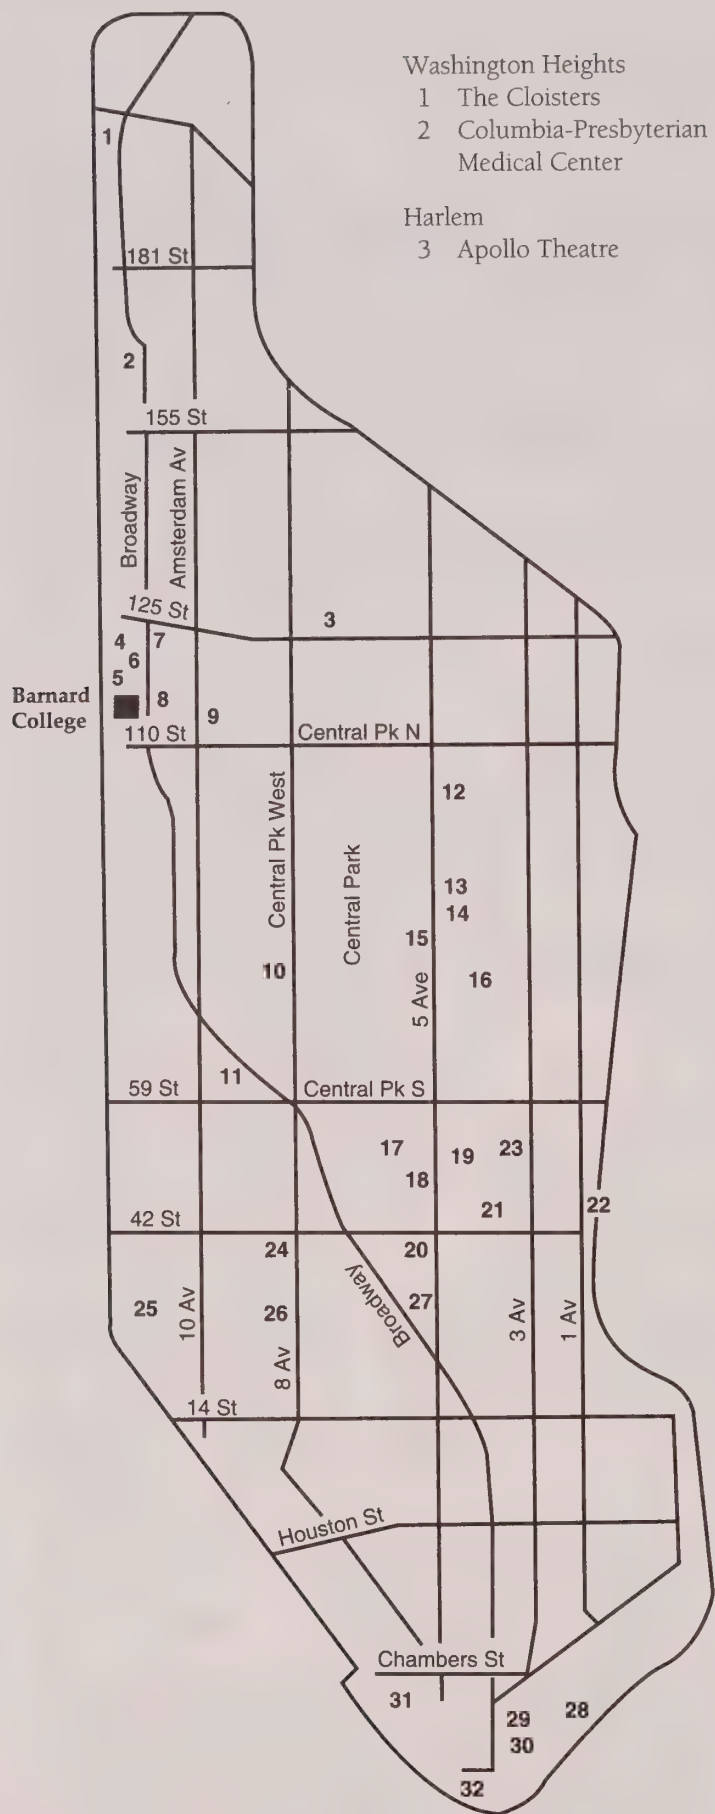 Washington Heights
1 The Cloisters
2 Columbia-Presbyterian
Medical Center
Harlem
3 Apollo Theatre
1
181 St
2
155 St
Broadway
Amsterdam Av
125 St
3
4
7
6
5
Barnard
College
8
9
110 St
Central Pk N
12
Central Pk West
Central Park
13
14
15
10
16
5 Ave
11
59 St
Central Pk S
17
19
23
18
21
22
42 St
24
20
Broadway
25
10 Av
26
27
3 Av
1 Av
8 Av
14 St
Houston St
Chambers St
31
29
28
30
32